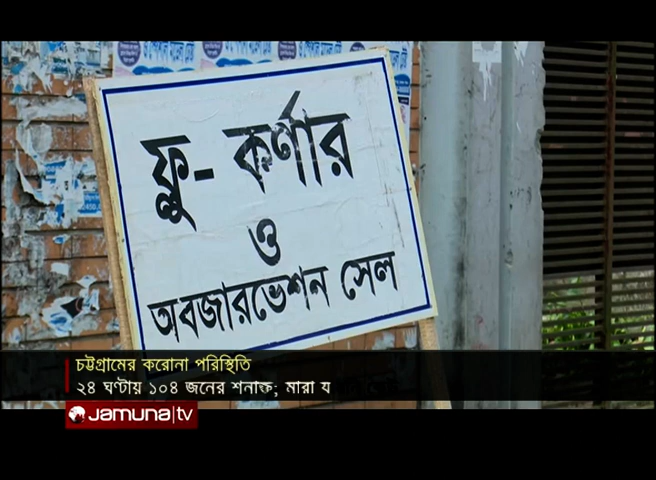 ফ্লু- কর্ণার
ও
অবজারভেশন সেল
চট্টগ্রামের করোনা পরিস্থিতি
২৪ ঘণ্টায় ১০৪ জনের শনাক্ত; মারা য
JAMUNA|TV